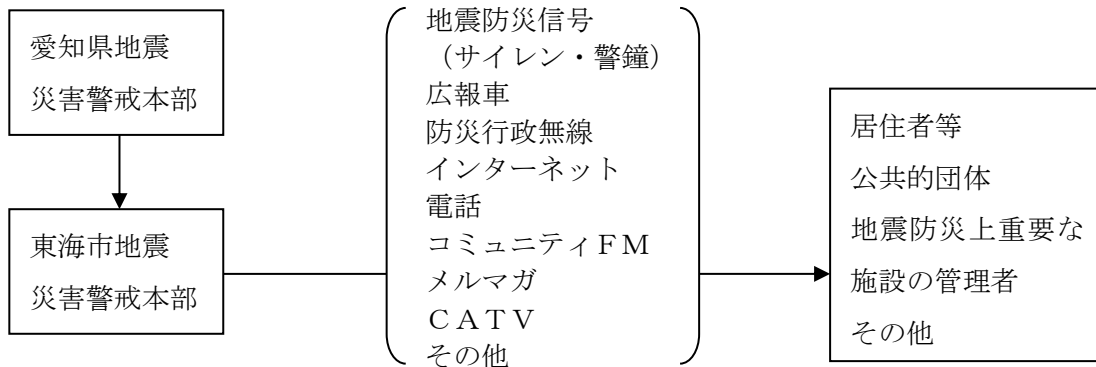 愛知県地震
災害警戒本部
東海市地震
災害警戒本部
地震防災信号
（サイレン・警鐘）
広報車
防災行政無線
インターネット
電話
コミュニティＦＭ
メルマガ
ＣＡＴＶ
その他
居住者等
公共的団体
地震防災上重要な
施設の管理者
その他